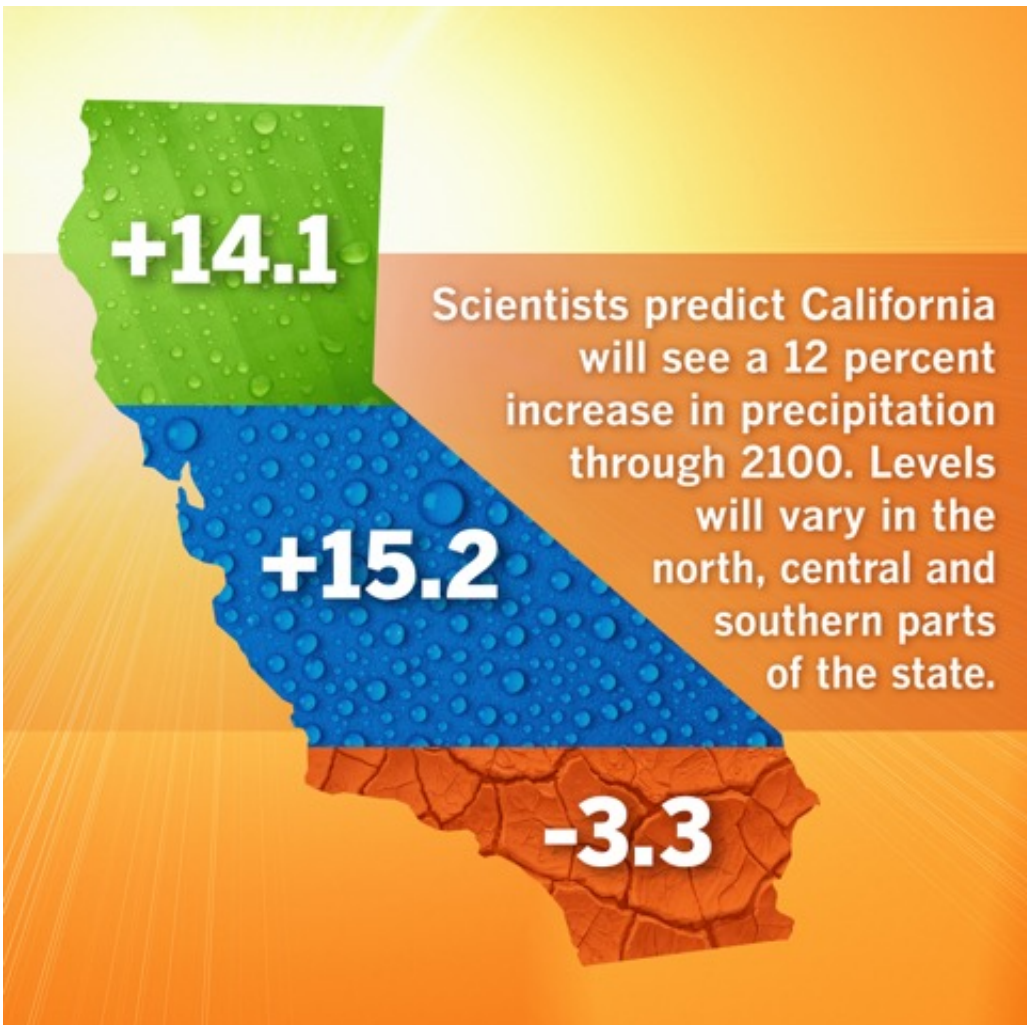 +14.1
Scientists predict California
will see a 12 percent
increase in precipitation
through 2100. Levels
will vary in the
north, central and
southern parts
of the state.
+15.2
-3.3